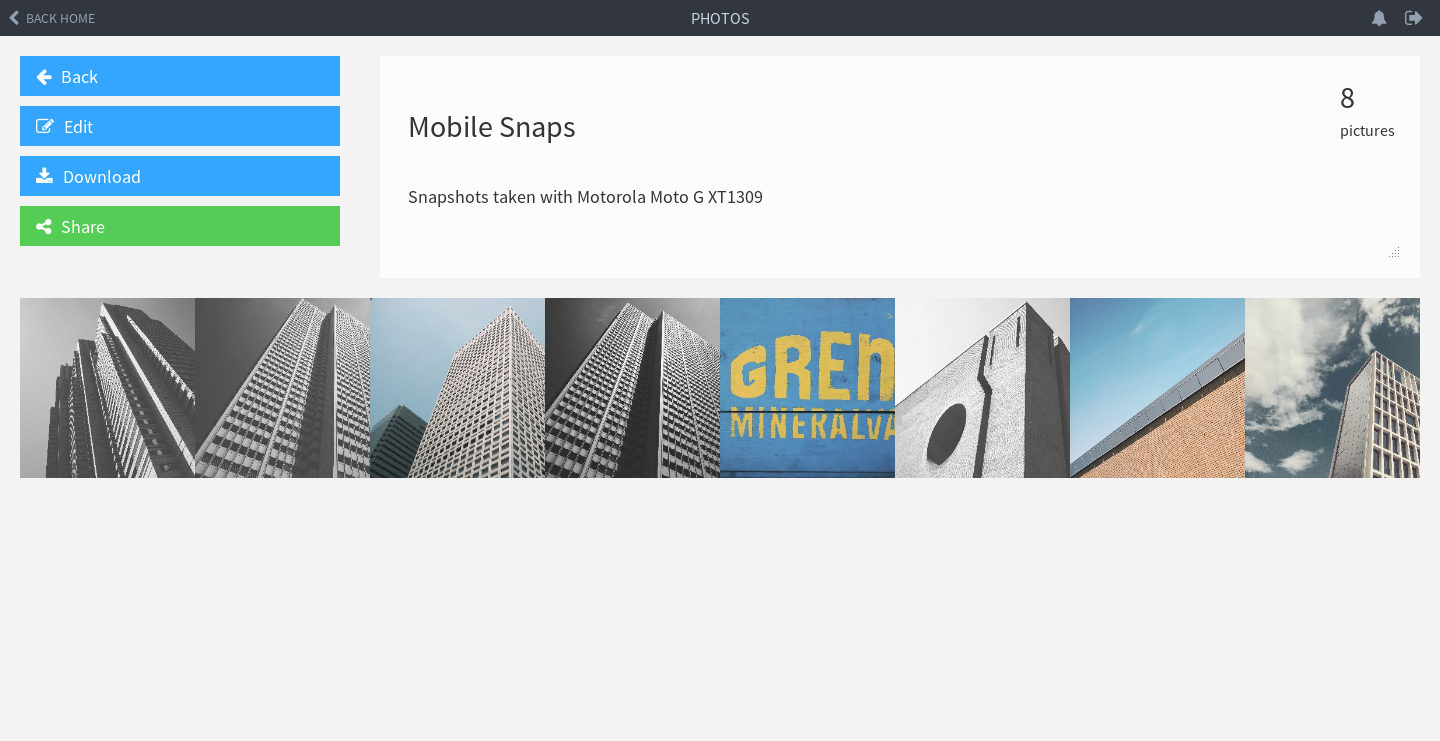 BACK HOME
PHOTOS
Back
Edit
Download
Share
8
pictures
Mobile Snaps
Snapshots taken with Motorola Moto G XT1309
GREN
MINERALVA